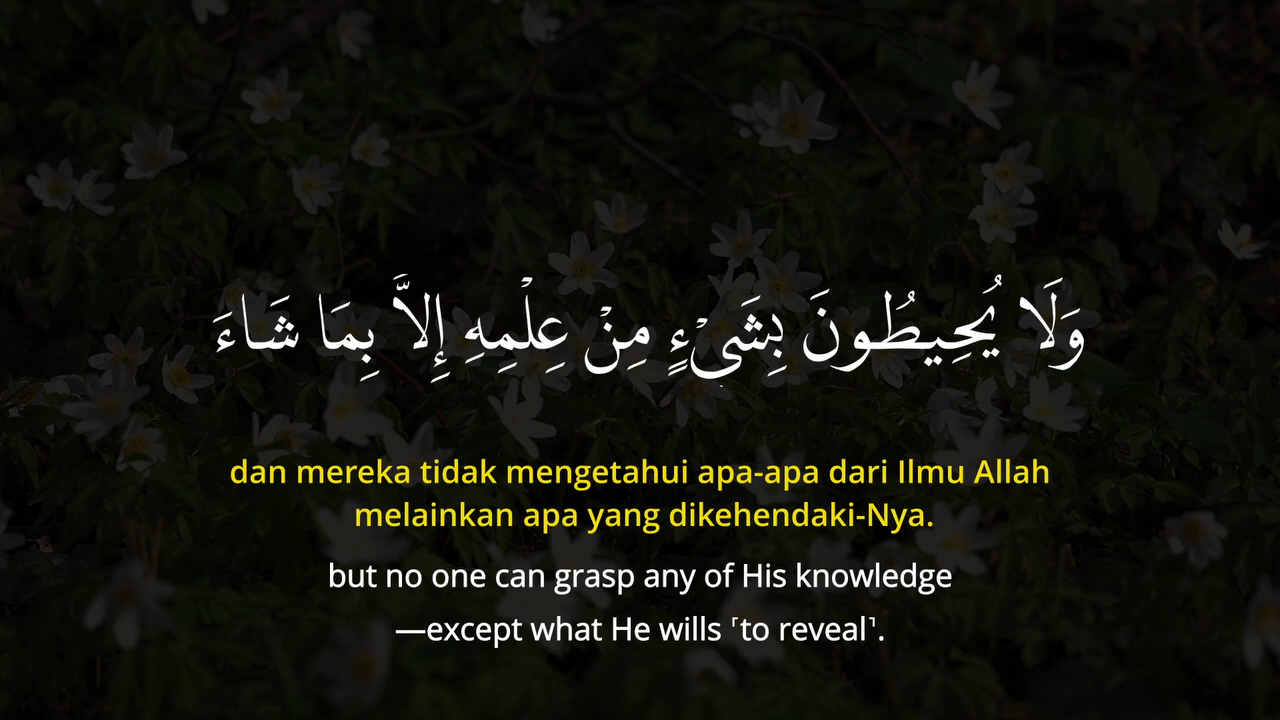 وَلَا يُحِيطُونَ بِشَيْءٍ مِنْ عِلْمِهِ إِلاَّ بِمَا شَاءَ
dan mereka tidak mengetahui apa-apa dari Ilmu Allah
melainkan apa yang dikehendaki-Nya.
but no one can grasp any of His knowledge
—except what He wills ˹to reveal˺.